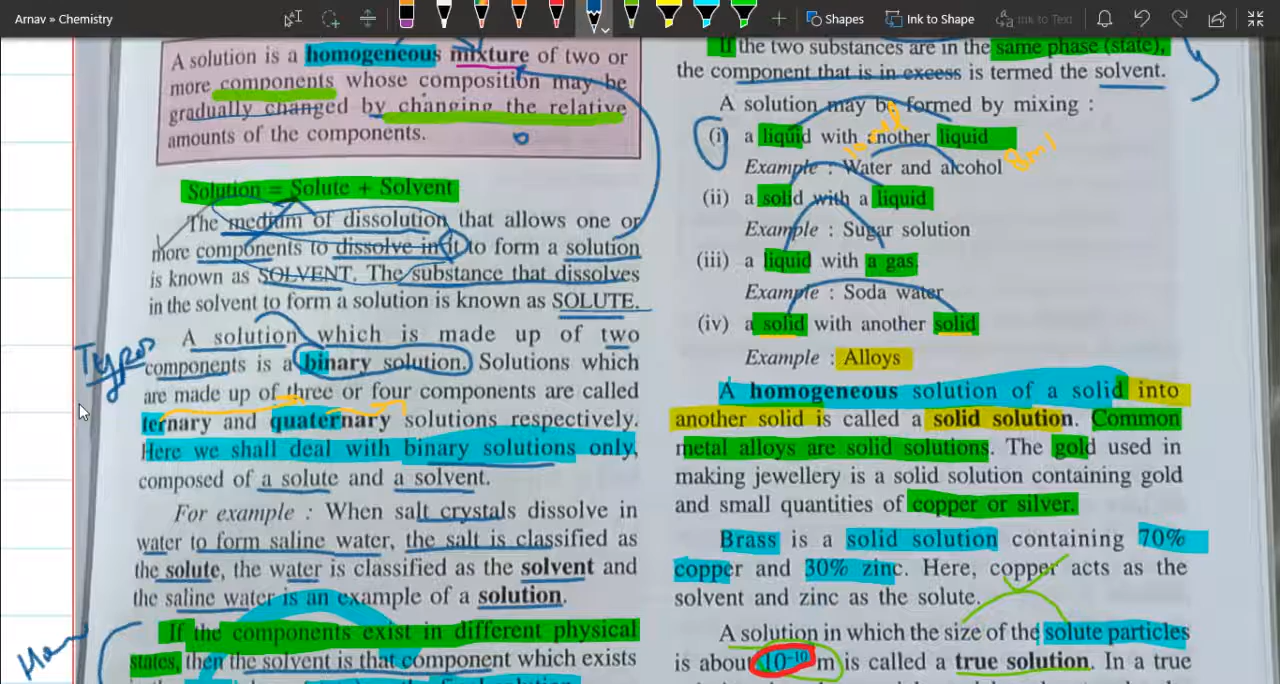 Arnav » Chemistry
Shapes
Ink to Shape
Ink to Text
A solution is a homogeneous mixture of two or
more components whose composition may be
gradually changed by changing the relative
amounts of the components.
Solution = Solute + Solvent
The medium of dissolution that allows one or
more components to dissolve in it to form a solution
is known as SOLVENT. The substance that dissolves
in the solvent to form a solution is known as SOLUTE.
A solution which is made up of two
Types
components is a binary solution. Solutions which
are made up of three or four components are called
ternary and quaternary solutions respectively.
Here we shall deal with binary solutions only,
composed of a solute and a solvent.
For example : When salt crystals dissolve in
water to form saline water, the salt is classified as
the solute, the water is classified as the solvent and
the saline water is an example of a solution.
If the components exist in different physical
states, then the solvent is that component which exists
If the two substances are in the same phase (state),
the component that is in excess is termed the solvent.
A solution may be formed by mixing :
(i) a liquid with another liquid
8ml
Example : Water and alcohol
(ii) a solid with a liquid
Example : Sugar solution
(iii) a liquid with a gas.
Example : Soda water
(iv) a solid with another solid
Example : Alloys
A homogeneous solution of a solid into
another solid is called a solid solution. Common
metal alloys are solid solutions. The gold used in
making jewellery is a solid solution containing gold
and small quantities of copper or silver.
Brass is a solid solution containing 70%
copper and 30% zinc. Here, copper acts as the
solvent and zinc as the solute.
A solution in which the size of the solute particles
is about 10⁻¹⁰ m is called a true solution. In a true